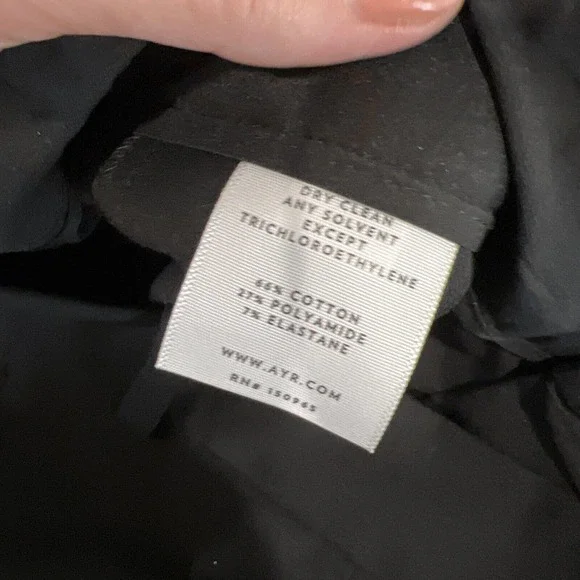 DRY CLEAN
ANY SOLVENT
EXCEPT
TRICHLOROETHYLENE
66% COTTON
27% POLYAMIDE
7% ELASTANE
WWW.AYR.COM
RN# 150965